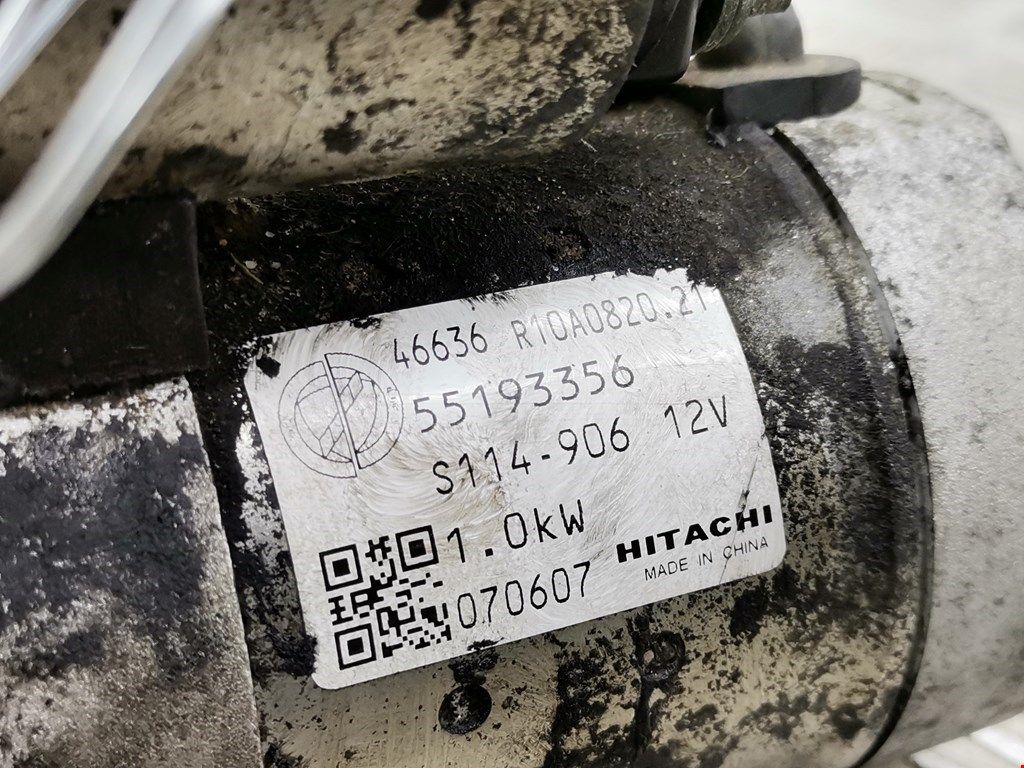 46636 R10A0820.21
55193356
S114-906 12V
1.0kW
070607
HITACHI
MADE IN CHINA